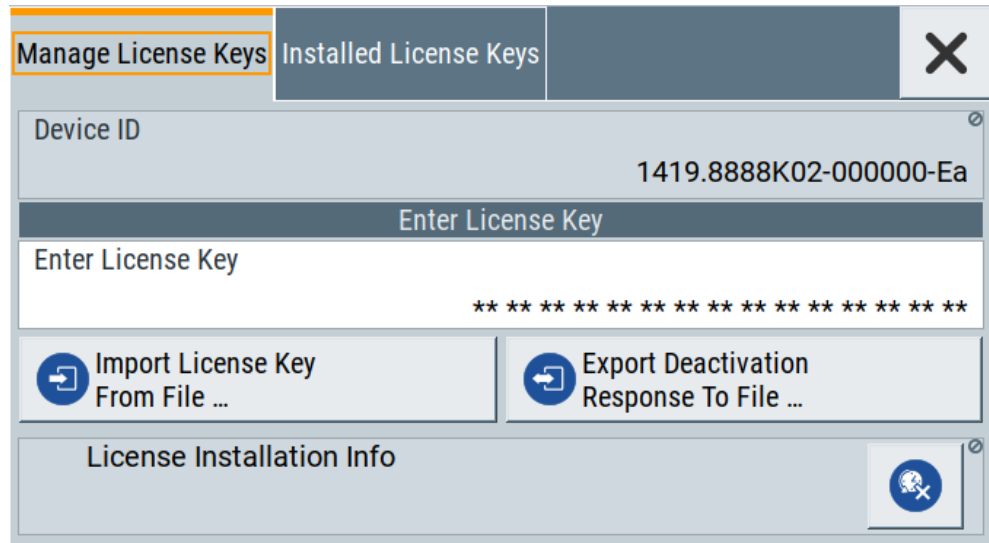 Manage License Keys
Installed License Keys
Device ID
1419.8888K02-000000-Ea
Enter License Key
Enter License Key
** ** ** ** ** ** ** ** ** ** ** ** ** ** **
Import License Key
From File ...
Export Deactivation
Response To File ...
License Installation Info